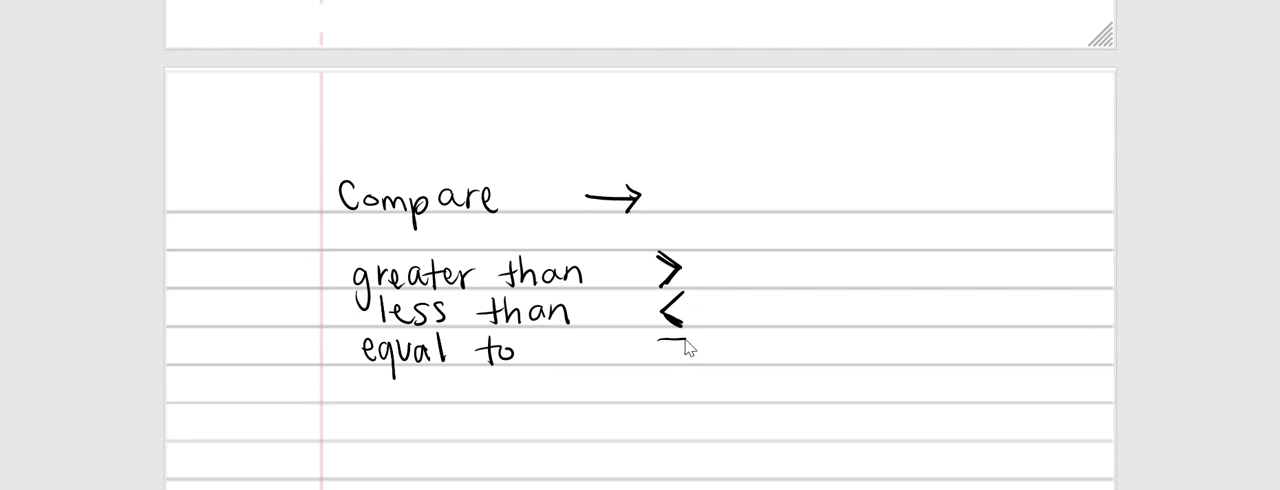 Compare →
greater than >
less than <
equal to −